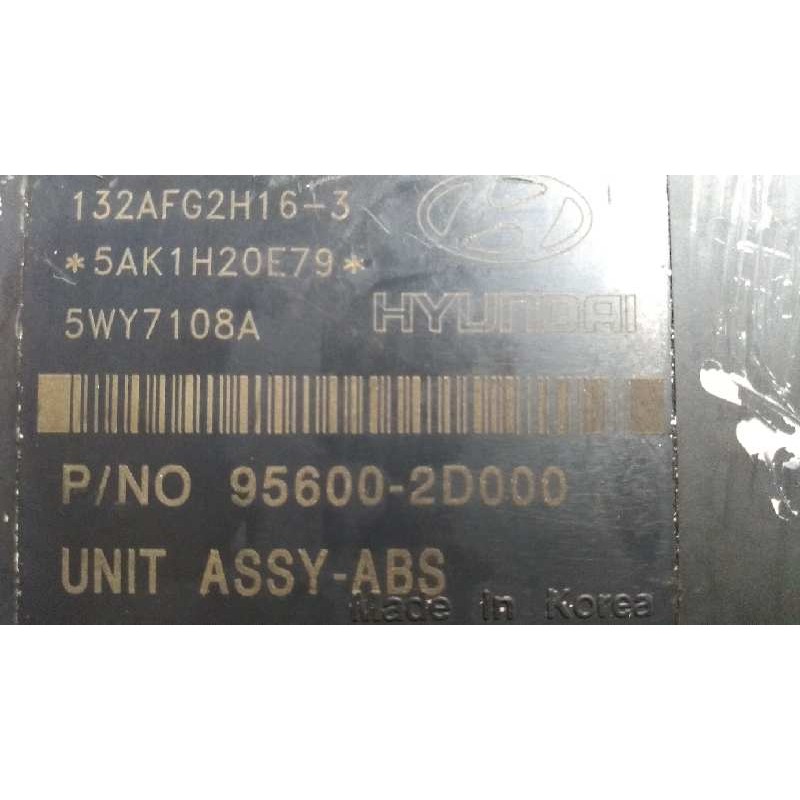 132AFG2H16-3
*5AK1H20E79*
5WY7108A
HYUNDAI
P/NO 95600-2D000
UNIT ASSY-ABS
Made in Korea